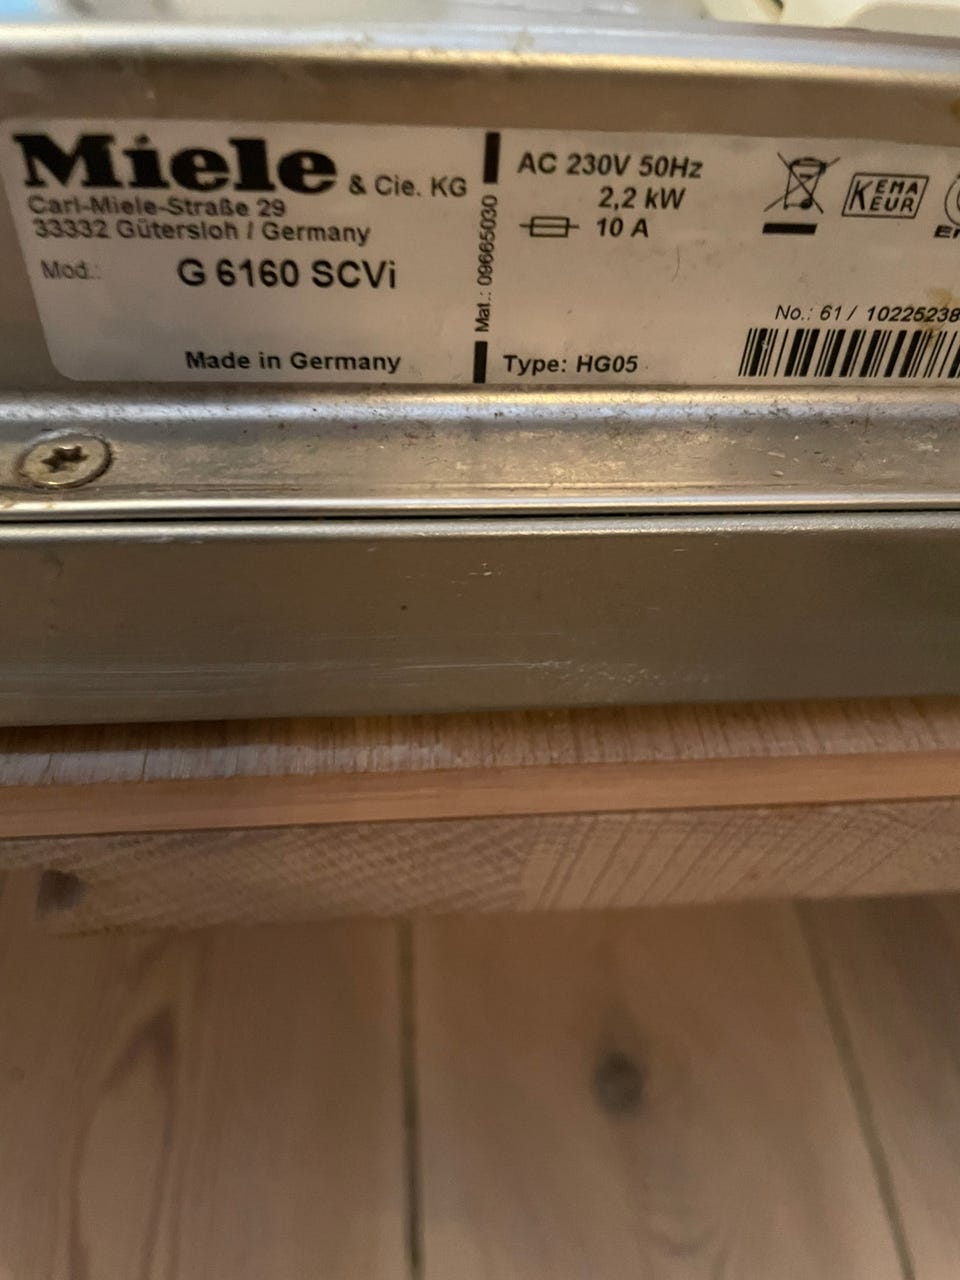 Miele & Cie. KG
Carl-Miele-Straße 29
33332 Gütersloh / Germany
Mod.: G 6160 SCVi
Made in Germany
Mat.: 09665030
AC 230V 50Hz
2,2 kW
10 A
Type: HG05
KEMA
KEUR
No.: 61 / 10225238